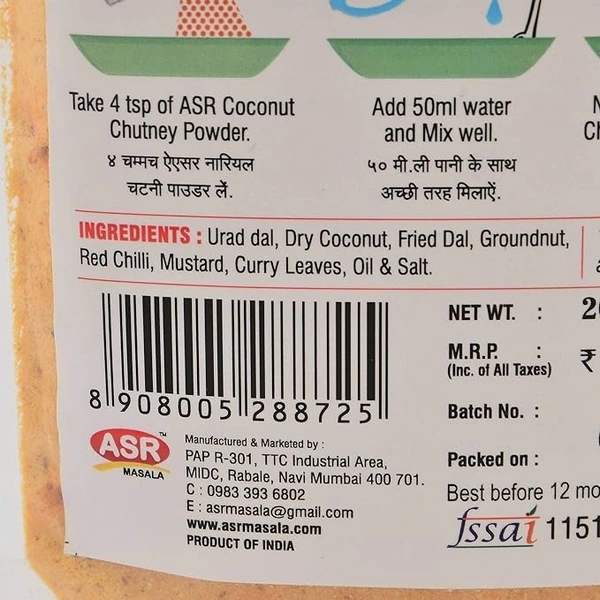 Take 4 tsp of ASR Coconut
Chutney Powder.
४ चम्मच ऐएसर नारियल
चटनी पाउडर लें.
Add 50ml water
and Mix well.
५० मी.ली पानी के साथ
अच्छी तरह मिलाऐं.
INGREDIENTS : Urad dal, Dry Coconut, Fried Dal, Groundnut,
Red Chilli, Mustard, Curry Leaves, Oil & Salt.
8 908005 288725
NET WT. :
M.R.P. : ₹
(Inc. of All Taxes)
Batch No. :
Packed on :
Best before 12 mo
fssai 1151
ASR™
MASALA
Manufactured & Marketed by :
PAP R-301, TTC Industrial Area,
MIDC, Rabale, Navi Mumbai 400 701.
C : 0983 393 6802
E : asrmasala@gmail.com
www.asrmasala.com
PRODUCT OF INDIA